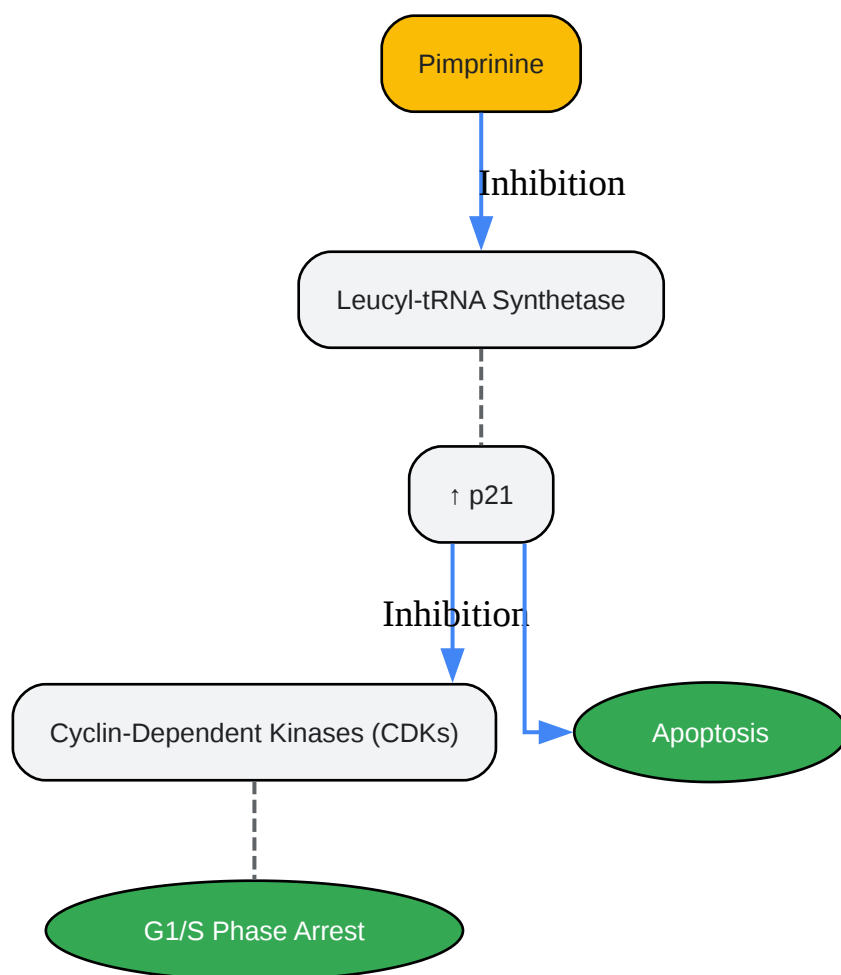 Pimprinine
Inhibition
Leucyl-tRNA Synthetase
↑ p21
Inhibition
Cyclin-Dependent Kinases (CDKs)
Apoptosis
G1/S Phase Arrest